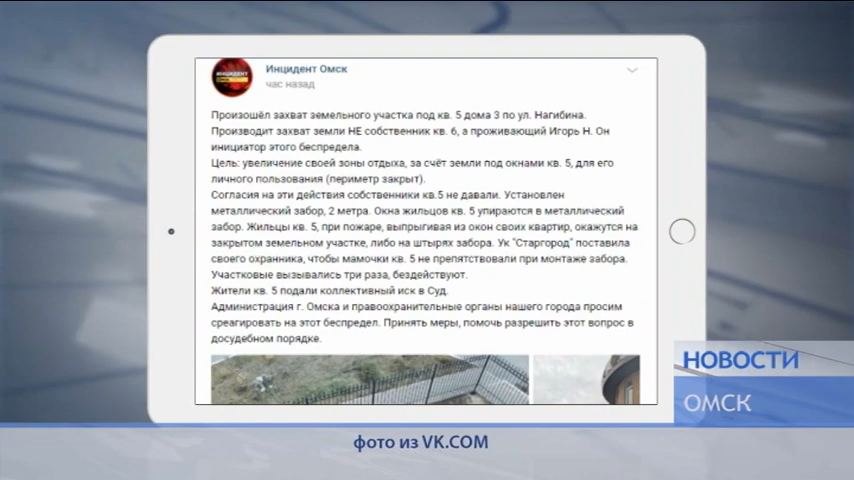 ИНЦИДЕНТ
Инцидент Омск
час назад
Произошёл захват земельного участка под кв. 5 дома 3 по ул. Нагибина.
Производит захват земли НЕ собственник кв. 6, а проживающий Игорь Н. Он
инициатор этого беспредела.
Цель: увеличение своей зоны отдыха, за счёт земли под окнами кв. 5, для его
личного пользования (периметр закрыт).
Согласия на эти действия собственники кв.5 не давали. Установлен
металлический забор, 2 метра. Окна жильцов кв. 5 упираются в металлический
забор. Жильцы кв. 5, при пожаре, выпрыгивая из окон своих квартир, окажутся на
закрытом земельном участке, либо на штырях забора. Ук "Старгород" поставила
своего охранника, чтобы мамочки кв. 5 не препятствовали при монтаже забора.
Участковые вызывались три раза, бездействуют.
Жители кв. 5 подали коллективный иск в Суд.
Администрация г. Омска и правоохранительные органы нашего города просим
среагировать на этот беспредел. Принять меры, помочь разрешить этот вопрос в
досудебном порядке.
НОВОСТИ
ОМСК
фото из VK.COM